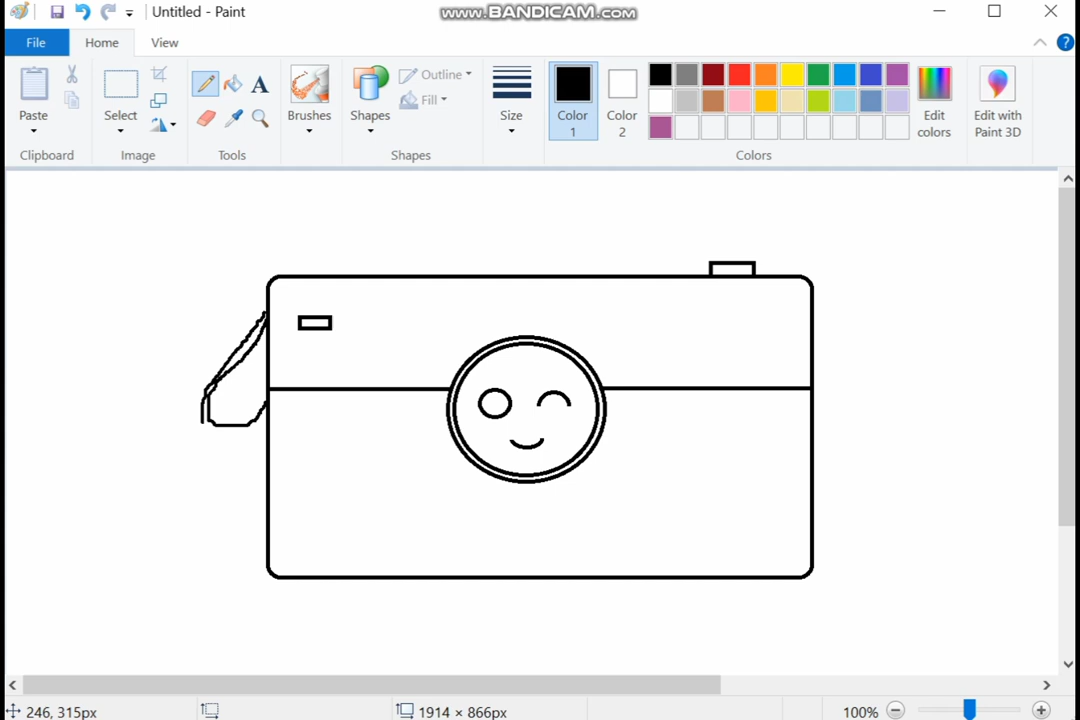 Untitled - Paint
www.BANDICAM.com
File
Home
View
Paste
Select
Brushes
Shapes
Outline
Fill
Size
Color
1
Color
2
Edit
colors
Edit with
Paint 3D
Clipboard
Image
Tools
Shapes
Colors
246, 315px
1914 × 866px
100%